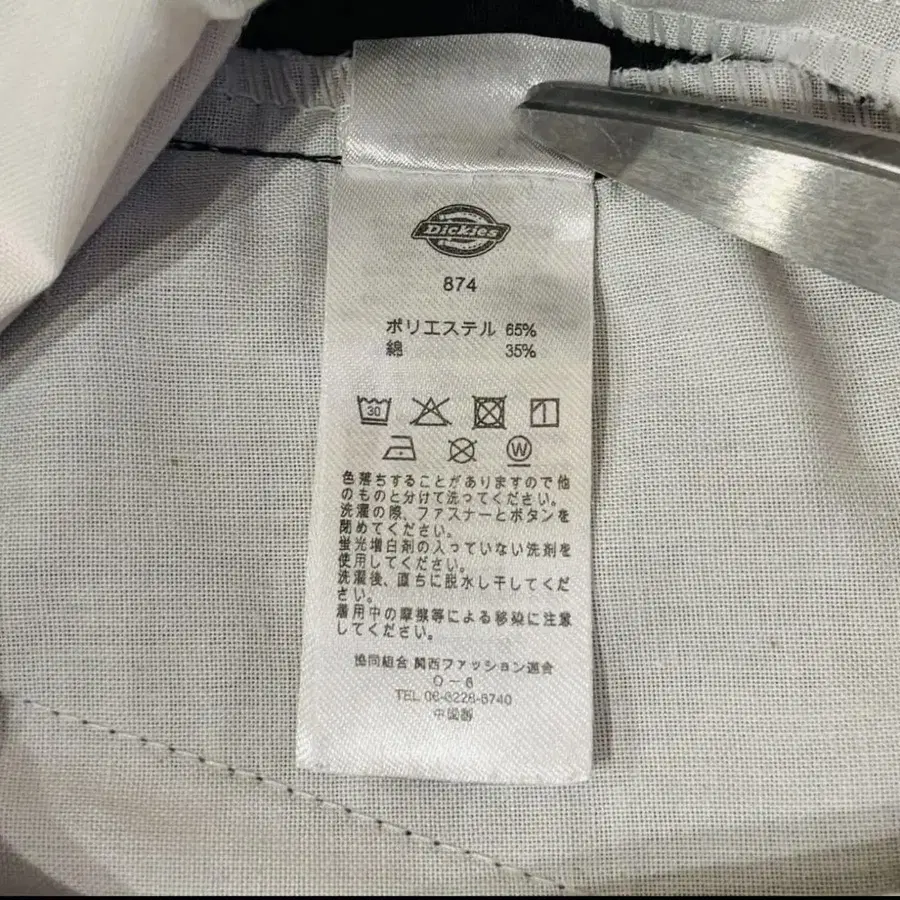 Dickies
874
ポリエステル 65%
綿 35%
30
1
W
色落ちすることがありますので他
のものと分けて洗ってください。
洗濯の際、ファスナーとボタンを
閉めてください。
蛍光増白剤の入っていない洗剤を
使用してください。
洗濯後、直ちに脱水し干してくだ
さい。
着用中の摩擦等による移染に注意
してください。
協同組合 関西ファッション連合
O-6
TEL 06-6228-6740
中国製